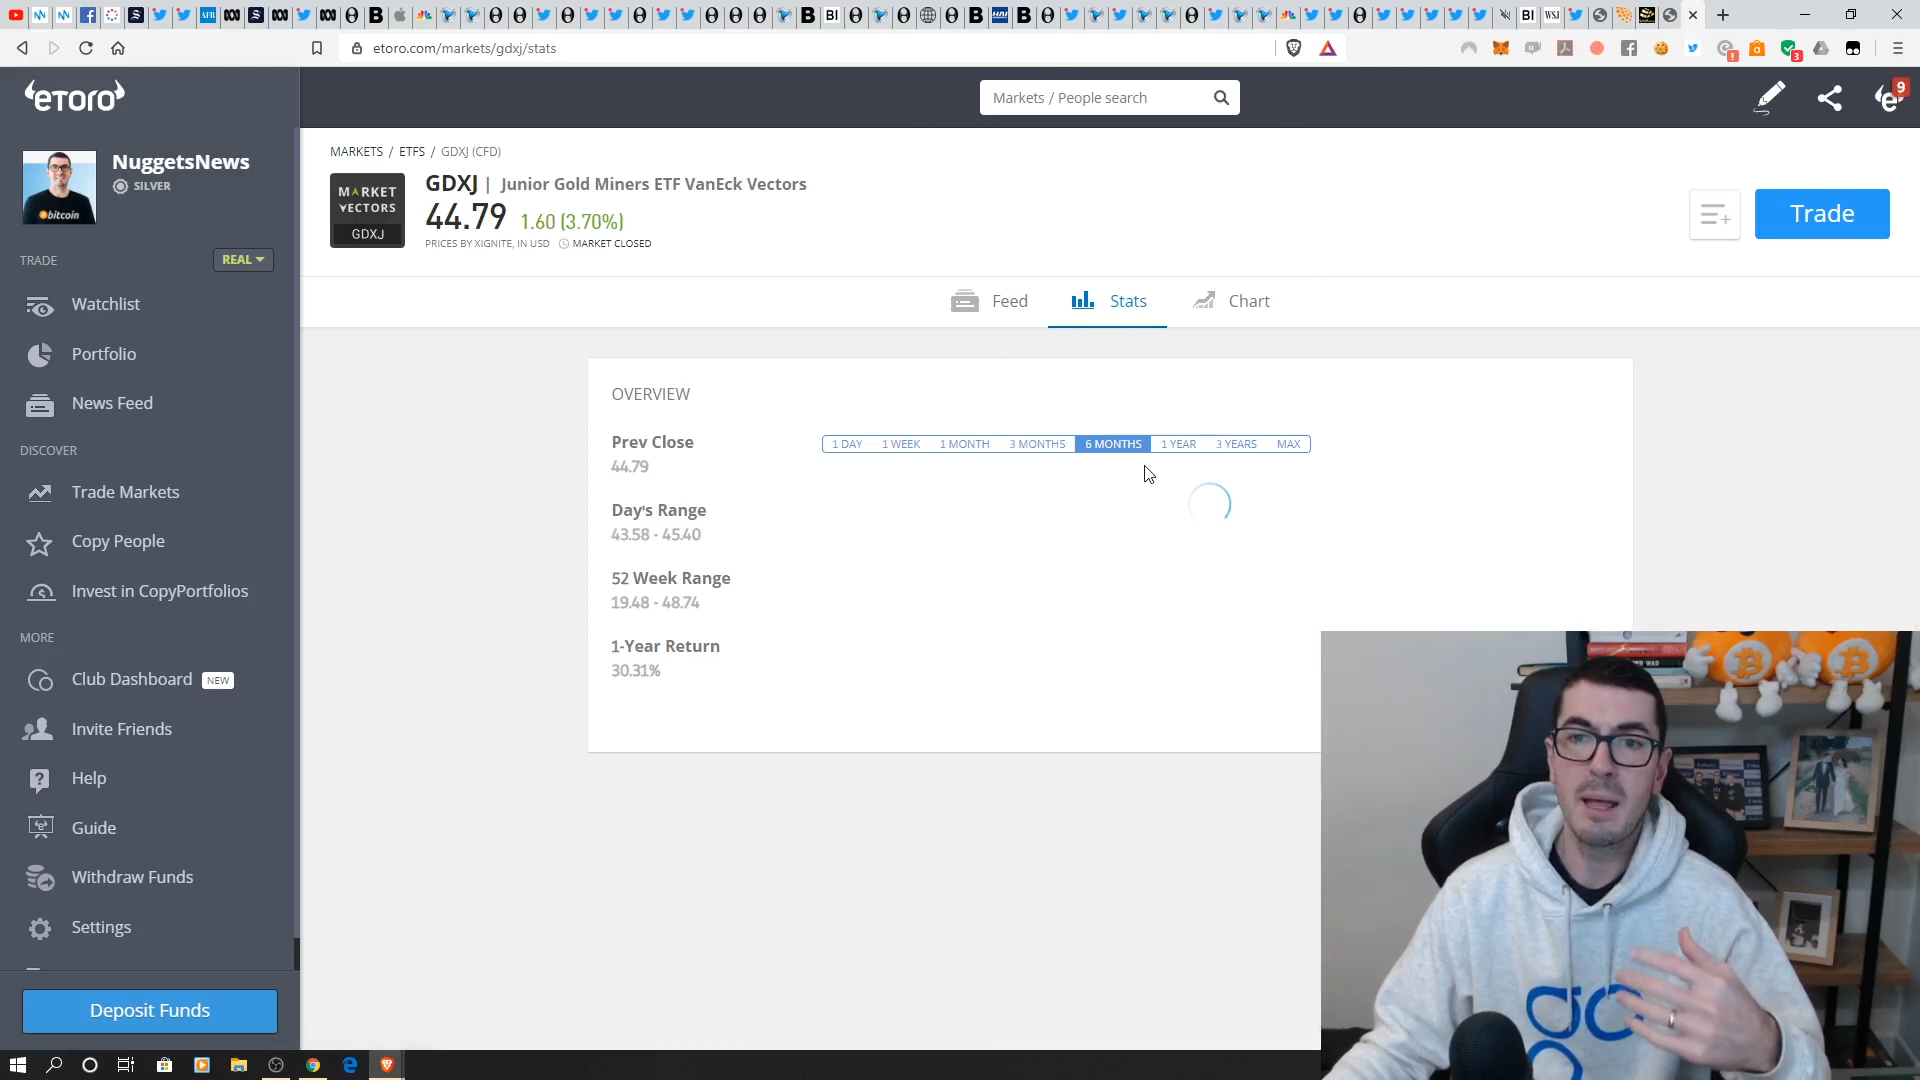 etoro.com/markets/gdxj/stats
3
eToro
Markets / People search
9
NuggetsNews
SILVER
bitcoin
TRADE
REAL
Watchlist
Portfolio
News Feed
DISCOVER
Trade Markets
Copy People
Invest in CopyPortfolios
MORE
Club Dashboard NEW
Invite Friends
Help
Guide
Withdraw Funds
Settings
Deposit Funds
MARKETS / ETFS / GDXJ (CFD)
MARKET
VECTORS
GDXJ
GDXJ | Junior Gold Miners ETF VanEck Vectors
44.79 1.60 (3.70%)
PRICES BY XIGNITE, IN USD MARKET CLOSED
Trade
Feed Stats Chart
OVERVIEW
Prev Close
44.79
Day's Range
43.58 - 45.40
52 Week Range
19.48 - 48.74
1-Year Return
30.31%
1 DAY 1 WEEK 1 MONTH 3 MONTHS 6 MONTHS 1 YEAR 3 YEARS MAX